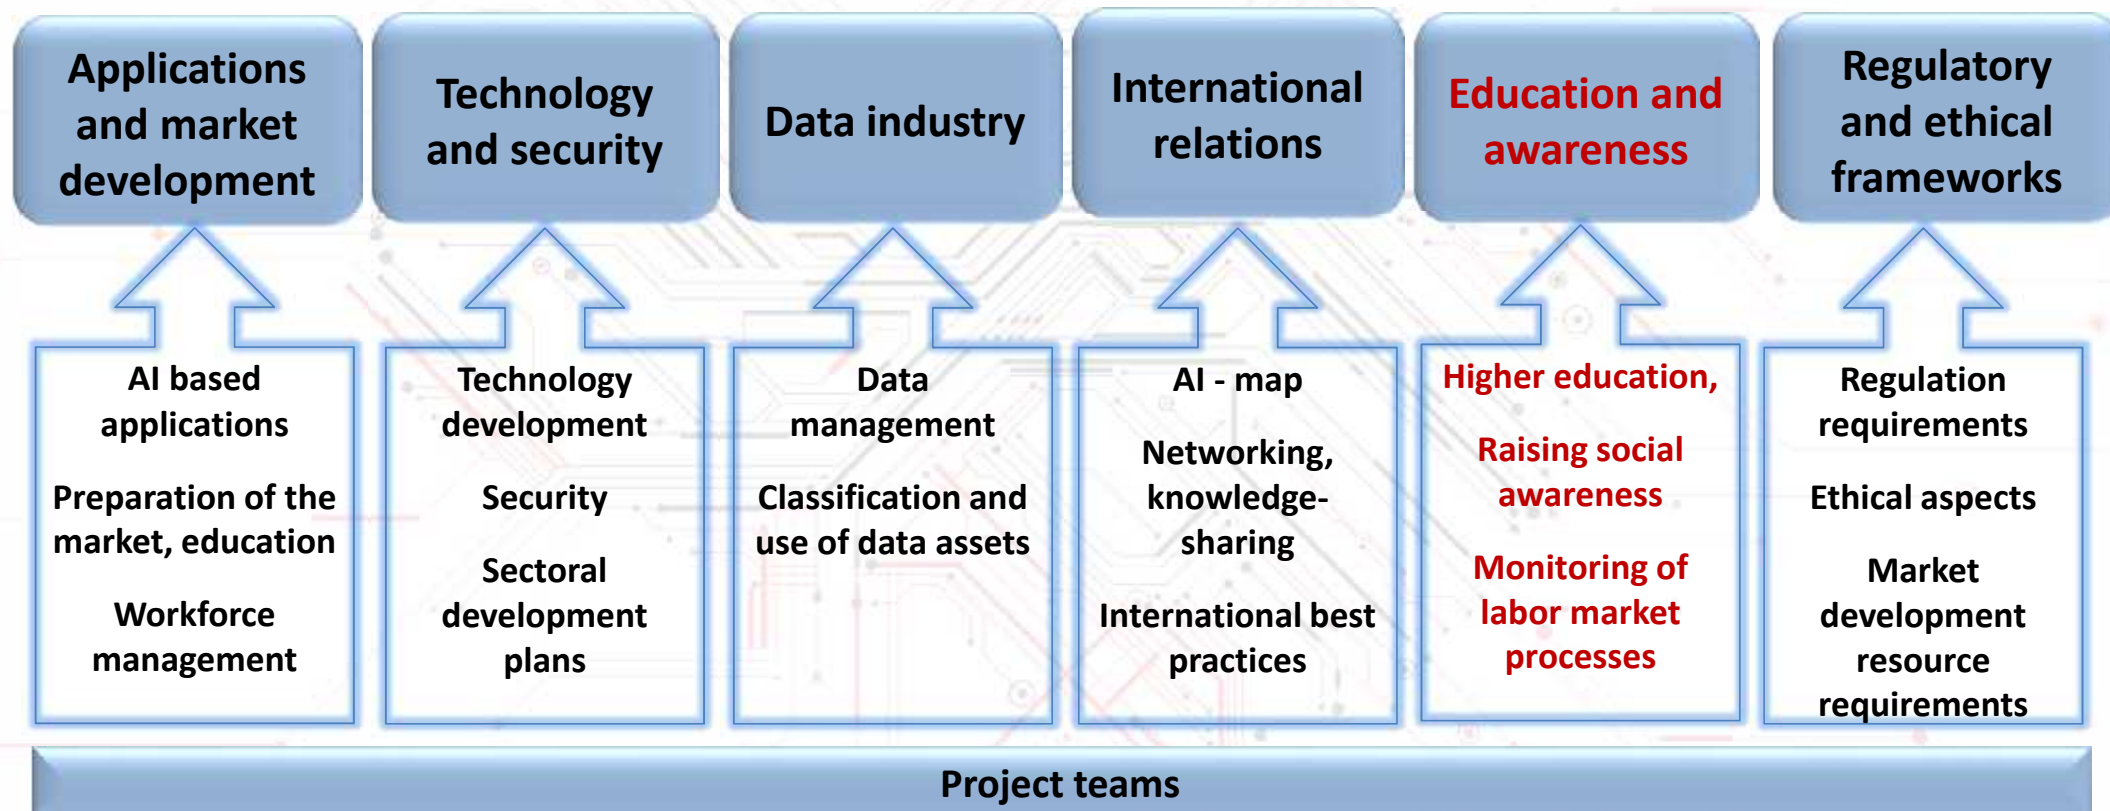 Applications
and market
development
Technology
and security
Data industry
International
relations
Education and
awareness
Regulatory
and ethical
frameworks
AI based
applications
Preparation of the
market, education
Workforce
management
Technology
development
Security
Sectoral
development
plans
Data
management
Classification and
use of data assets
AI - map
Networking,
knowledge-
sharing
International best
practices
Higher education,
Raising social
awareness
Monitoring of
labor market
processes
Regulation
requirements
Ethical aspects
Market
development
resource
requirements
Project teams